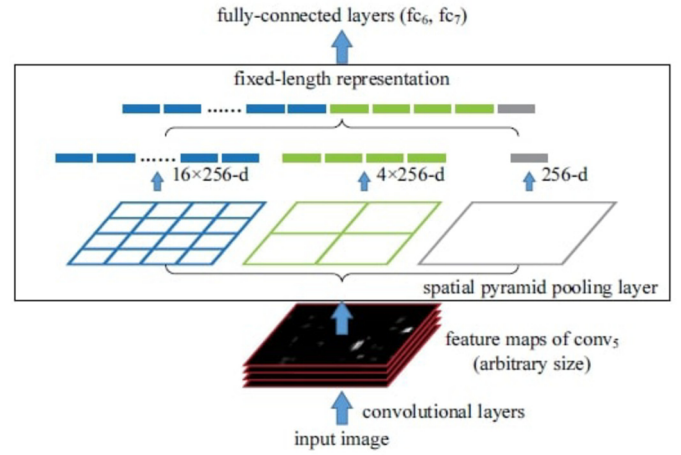 fully-connected layers (fc₆, fc₇)
fixed-length representation
......
......
16×256-d
4×256-d
256-d
spatial pyramid pooling layer
feature maps of conv₅
(arbitrary size)
convolutional layers
input image